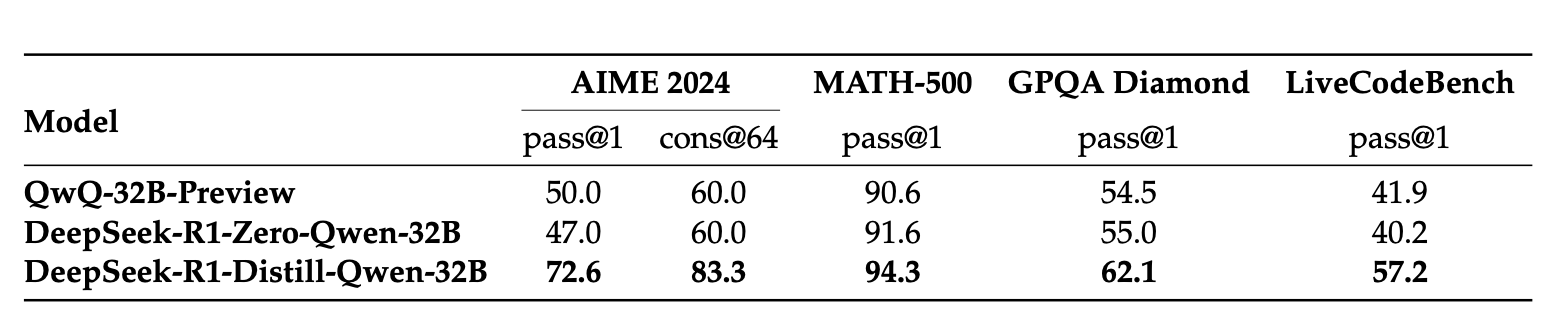 AIME 2024 MATH-500 GPQA Diamond LiveCodeBench
Model
pass@1 cons@64 pass@1 pass@1 pass@1
QwQ-32B-Preview 50.0 60.0 90.6 54.5 41.9
DeepSeek-R1-Zero-Qwen-32B 47.0 60.0 91.6 55.0 40.2
DeepSeek-R1-Distill-Qwen-32B 72.6 83.3 94.3 62.1 57.2